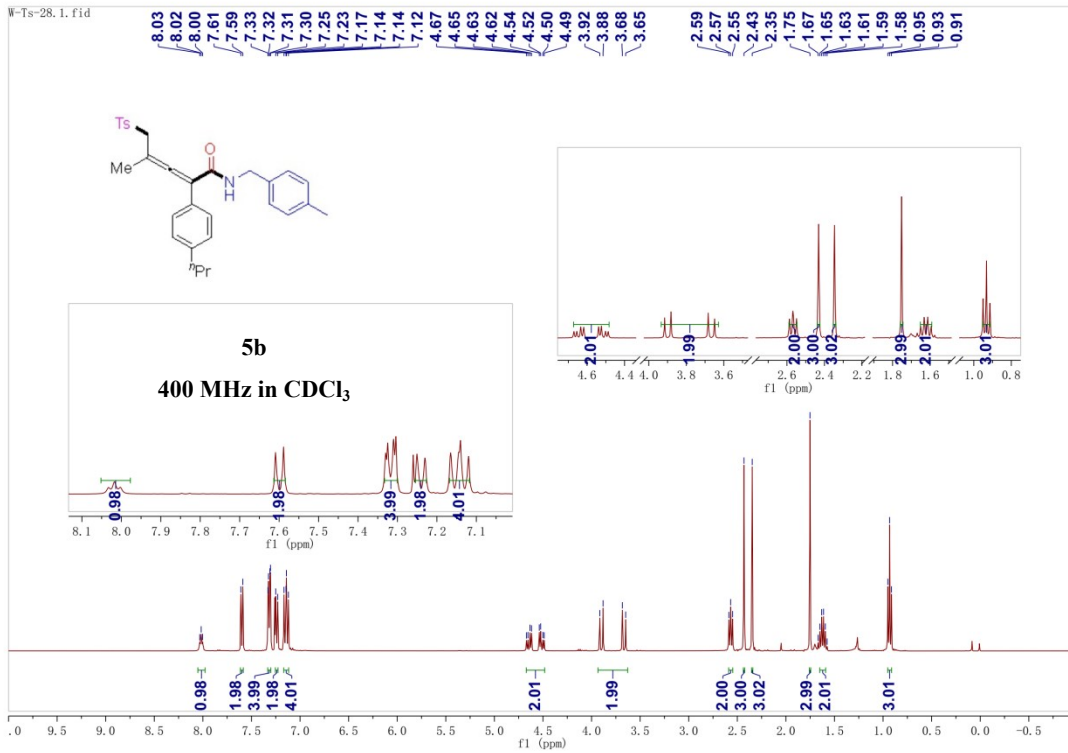 W-Ts-28.1.fid
8.03 8.02 8.00 7.61 7.59 7.33 7.32 7.31 7.30 7.25 7.23 7.17 7.14 7.14 7.12 4.67 4.65 4.63 4.62 4.54 4.52 4.50 4.49 3.92 3.88 3.68 3.65 2.59 2.57 2.55 2.43 2.35 1.75 1.67 1.65 1.63 1.61 1.59 1.58 0.95 0.93 0.91
Ts
O
Me
N
H
nPr
2.01 1.99 2.00 3.00 3.02 2.99 2.01 3.01
4.6 4.4 4.0 3.8 3.6 2.6 2.4 2.2 1.8 1.6 1.0 0.8
f1 (ppm)
5b
400 MHz in CDCl3
0.98 1.98 3.99 1.98 4.01
8.1 8.0 7.9 7.8 7.7 7.6 7.5 7.4 7.3 7.2 7.1
f1 (ppm)
0.98 1.98 3.99 1.98 4.01 2.01 1.99 2.00 3.00 3.02 2.99 2.01 3.01
.0 9.5 9.0 8.5 8.0 7.5 7.0 6.5 6.0 5.5 5.0 4.5 4.0 3.5 3.0 2.5 2.0 1.5 1.0 0.5 0.0 -0.5
f1 (ppm)